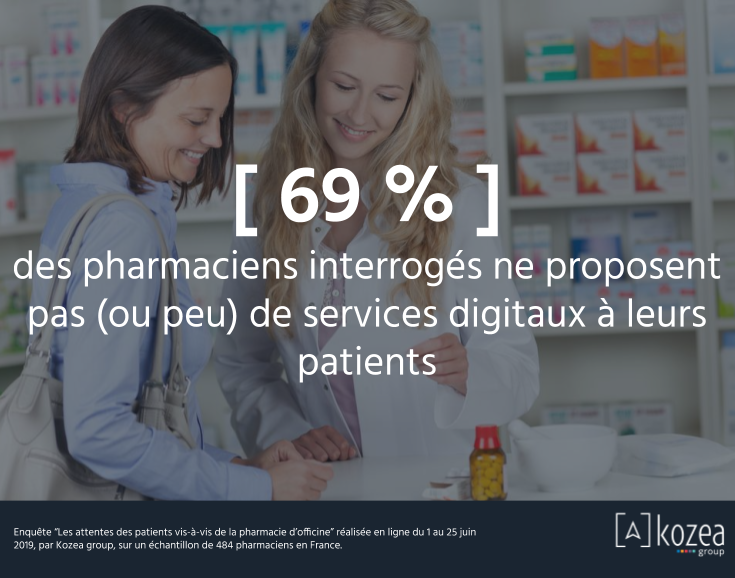 [ 69 % ]
des pharmaciens interrogés ne proposent
pas (ou peu) de services digitaux à leurs
patients
Enquête "Les attentes des patients vis-à-vis de la pharmacie d'officine" réalisée en ligne du 1 au 25 juin
2019, par Kozea group, sur un échantillon de 484 pharmaciens en France.
[A] kozea
group